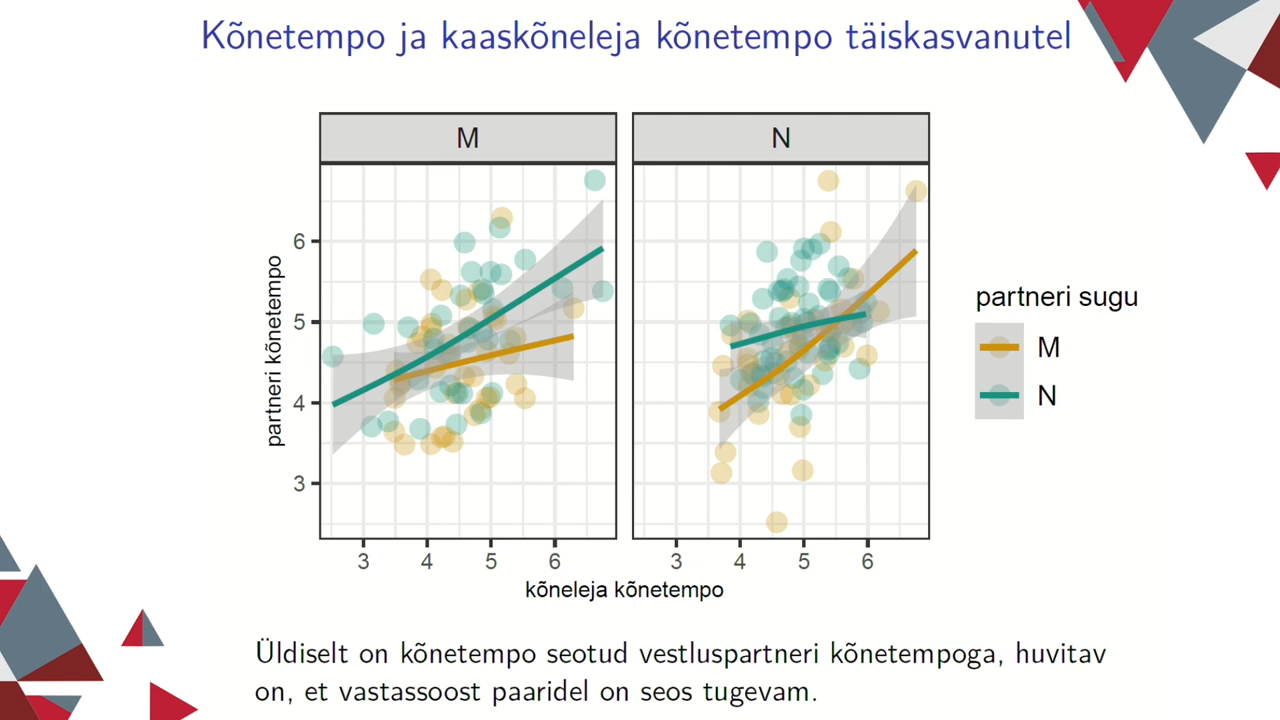 Kõnetempo ja kaaskõneleja kõnetempo täiskasvanutel
M
N
partneri kõnetempo
6
5
4
3
3 4 5 6
3 4 5 6
kõneleja kõnetempo
partneri sugu
M
N
Üldiselt on kõnetempo seotud vestluspartneri kõnetempoga, huvitav
on, et vastassoost paaridel on seos tugevam.